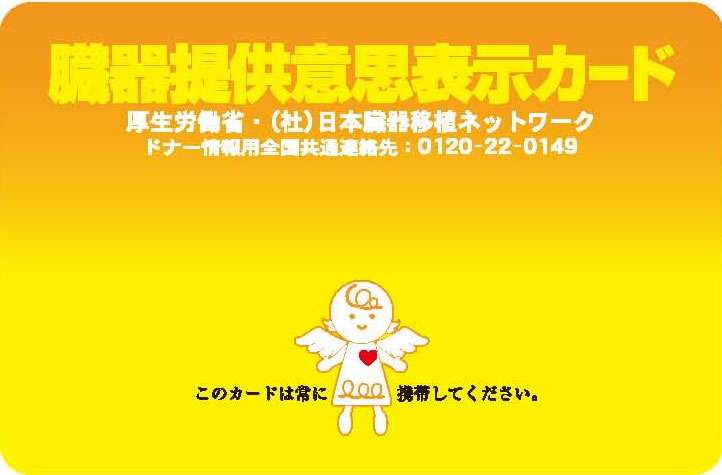 臓器提供意思表示カード
厚生労働省・(社)日本臓器移植ネットワーク
ドナー情報用全国共通連絡先：0120-22-0149
このカードは常に 携帯してください。